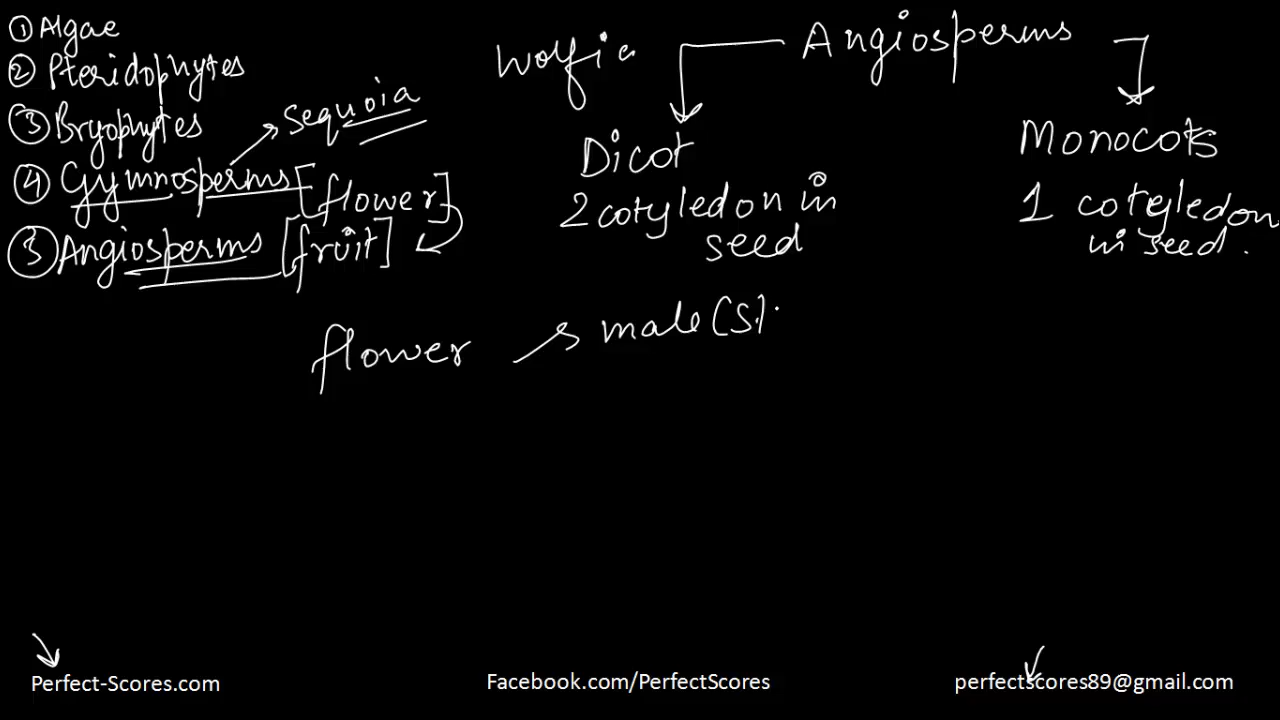 ① Algae
② Pteridophytes
③ Bryophytes
④ Gymnosperms [flower]
⑤ Angiosperms [fruit]
Sequoia
Wolfia
Angiosperms
Dicot
2 cotyledon in
seed
Monocots
1 cotyledon
in seed.
flower
male (S).
Perfect-Scores.com
Facebook.com/PerfectScores
perfectscores89@gmail.com